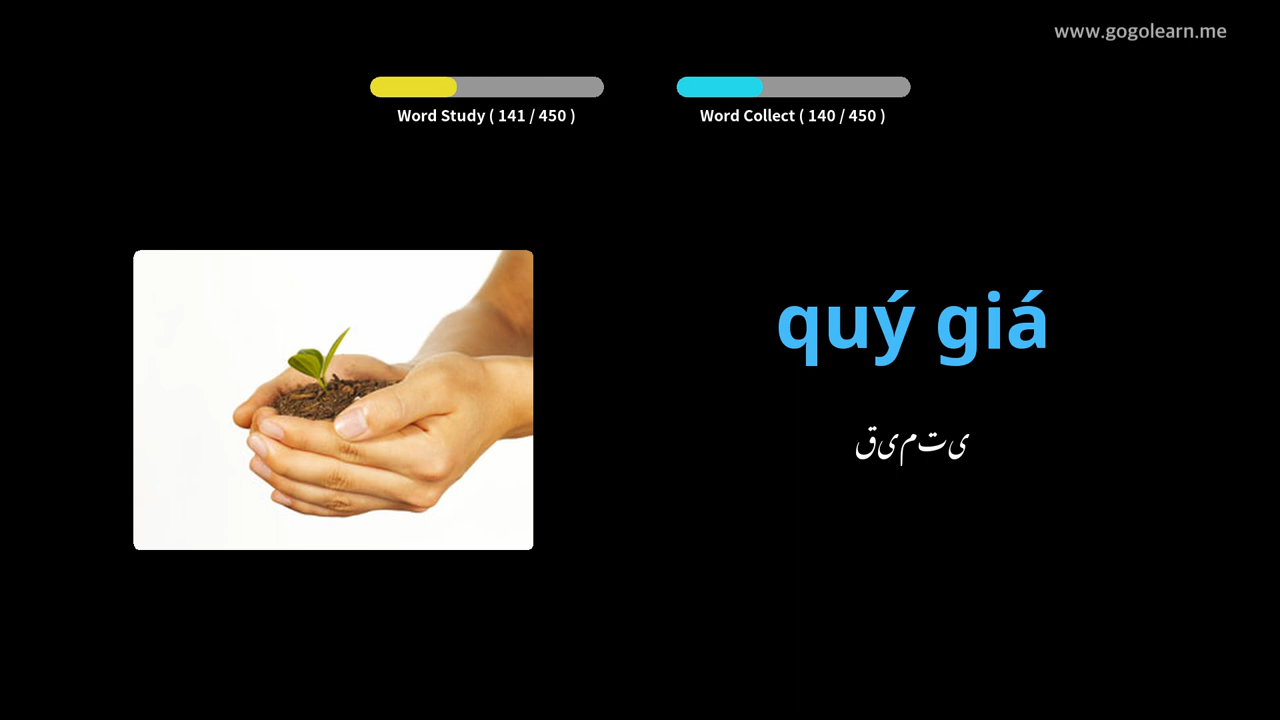 www.gogolearn.me
Word Study ( 141 / 450 )
Word Collect ( 140 / 450 )
quý giá
قیمتی